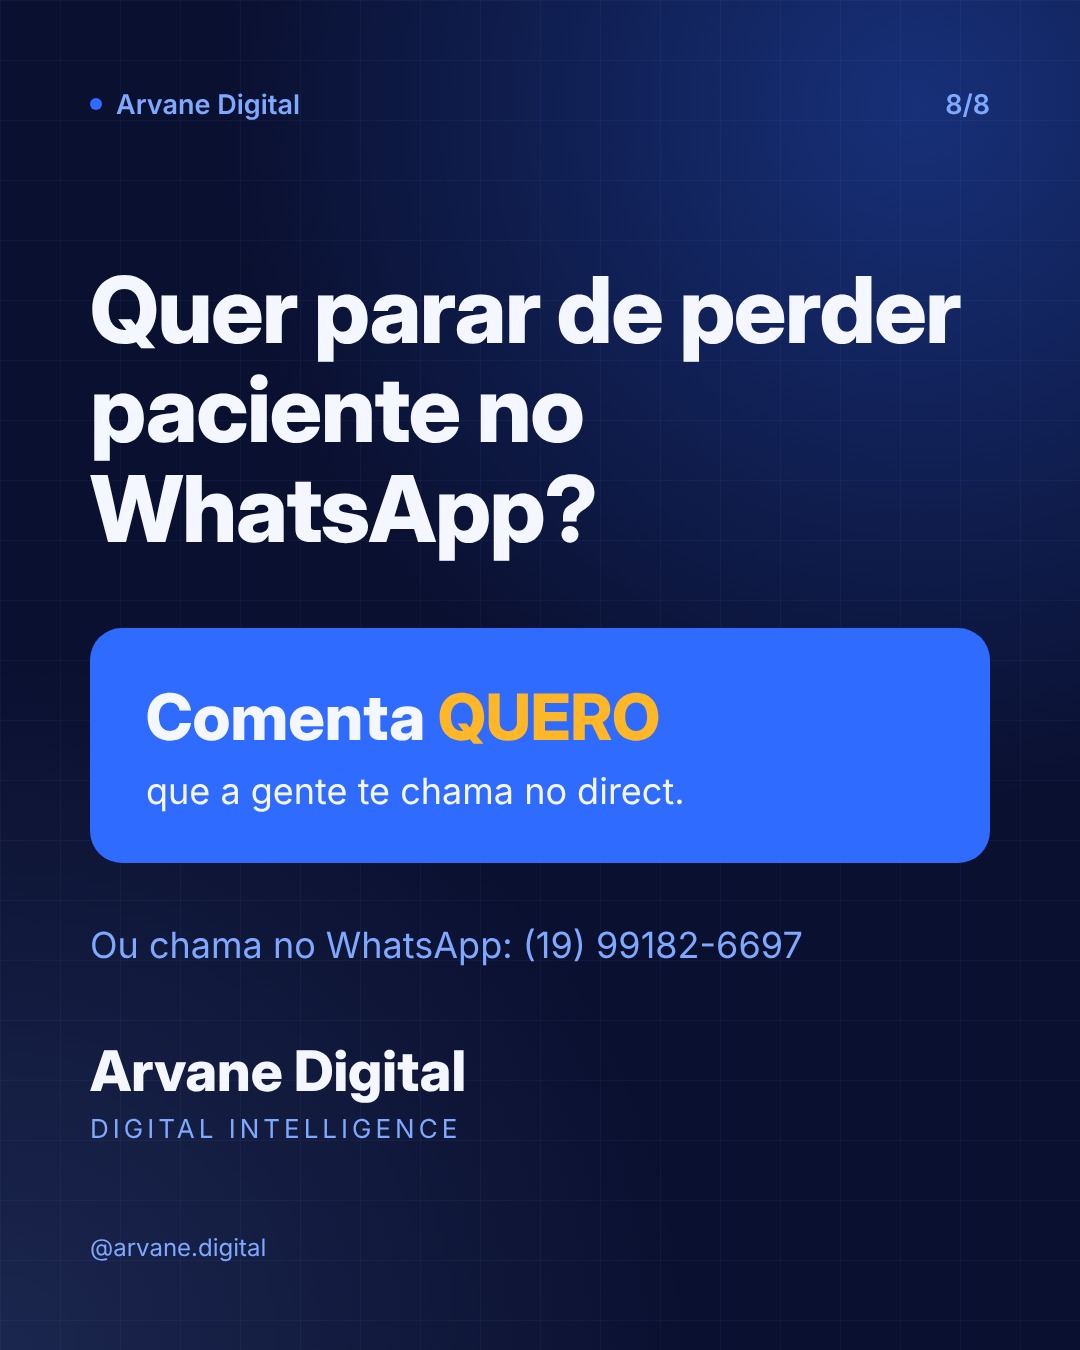 Arvane Digital
8/8
Quer parar de perder
paciente no
WhatsApp?
Comenta QUERO
que a gente te chama no direct.
Ou chama no WhatsApp: (19) 99182-6697
Arvane Digital
DIGITAL INTELLIGENCE
@arvane.digital